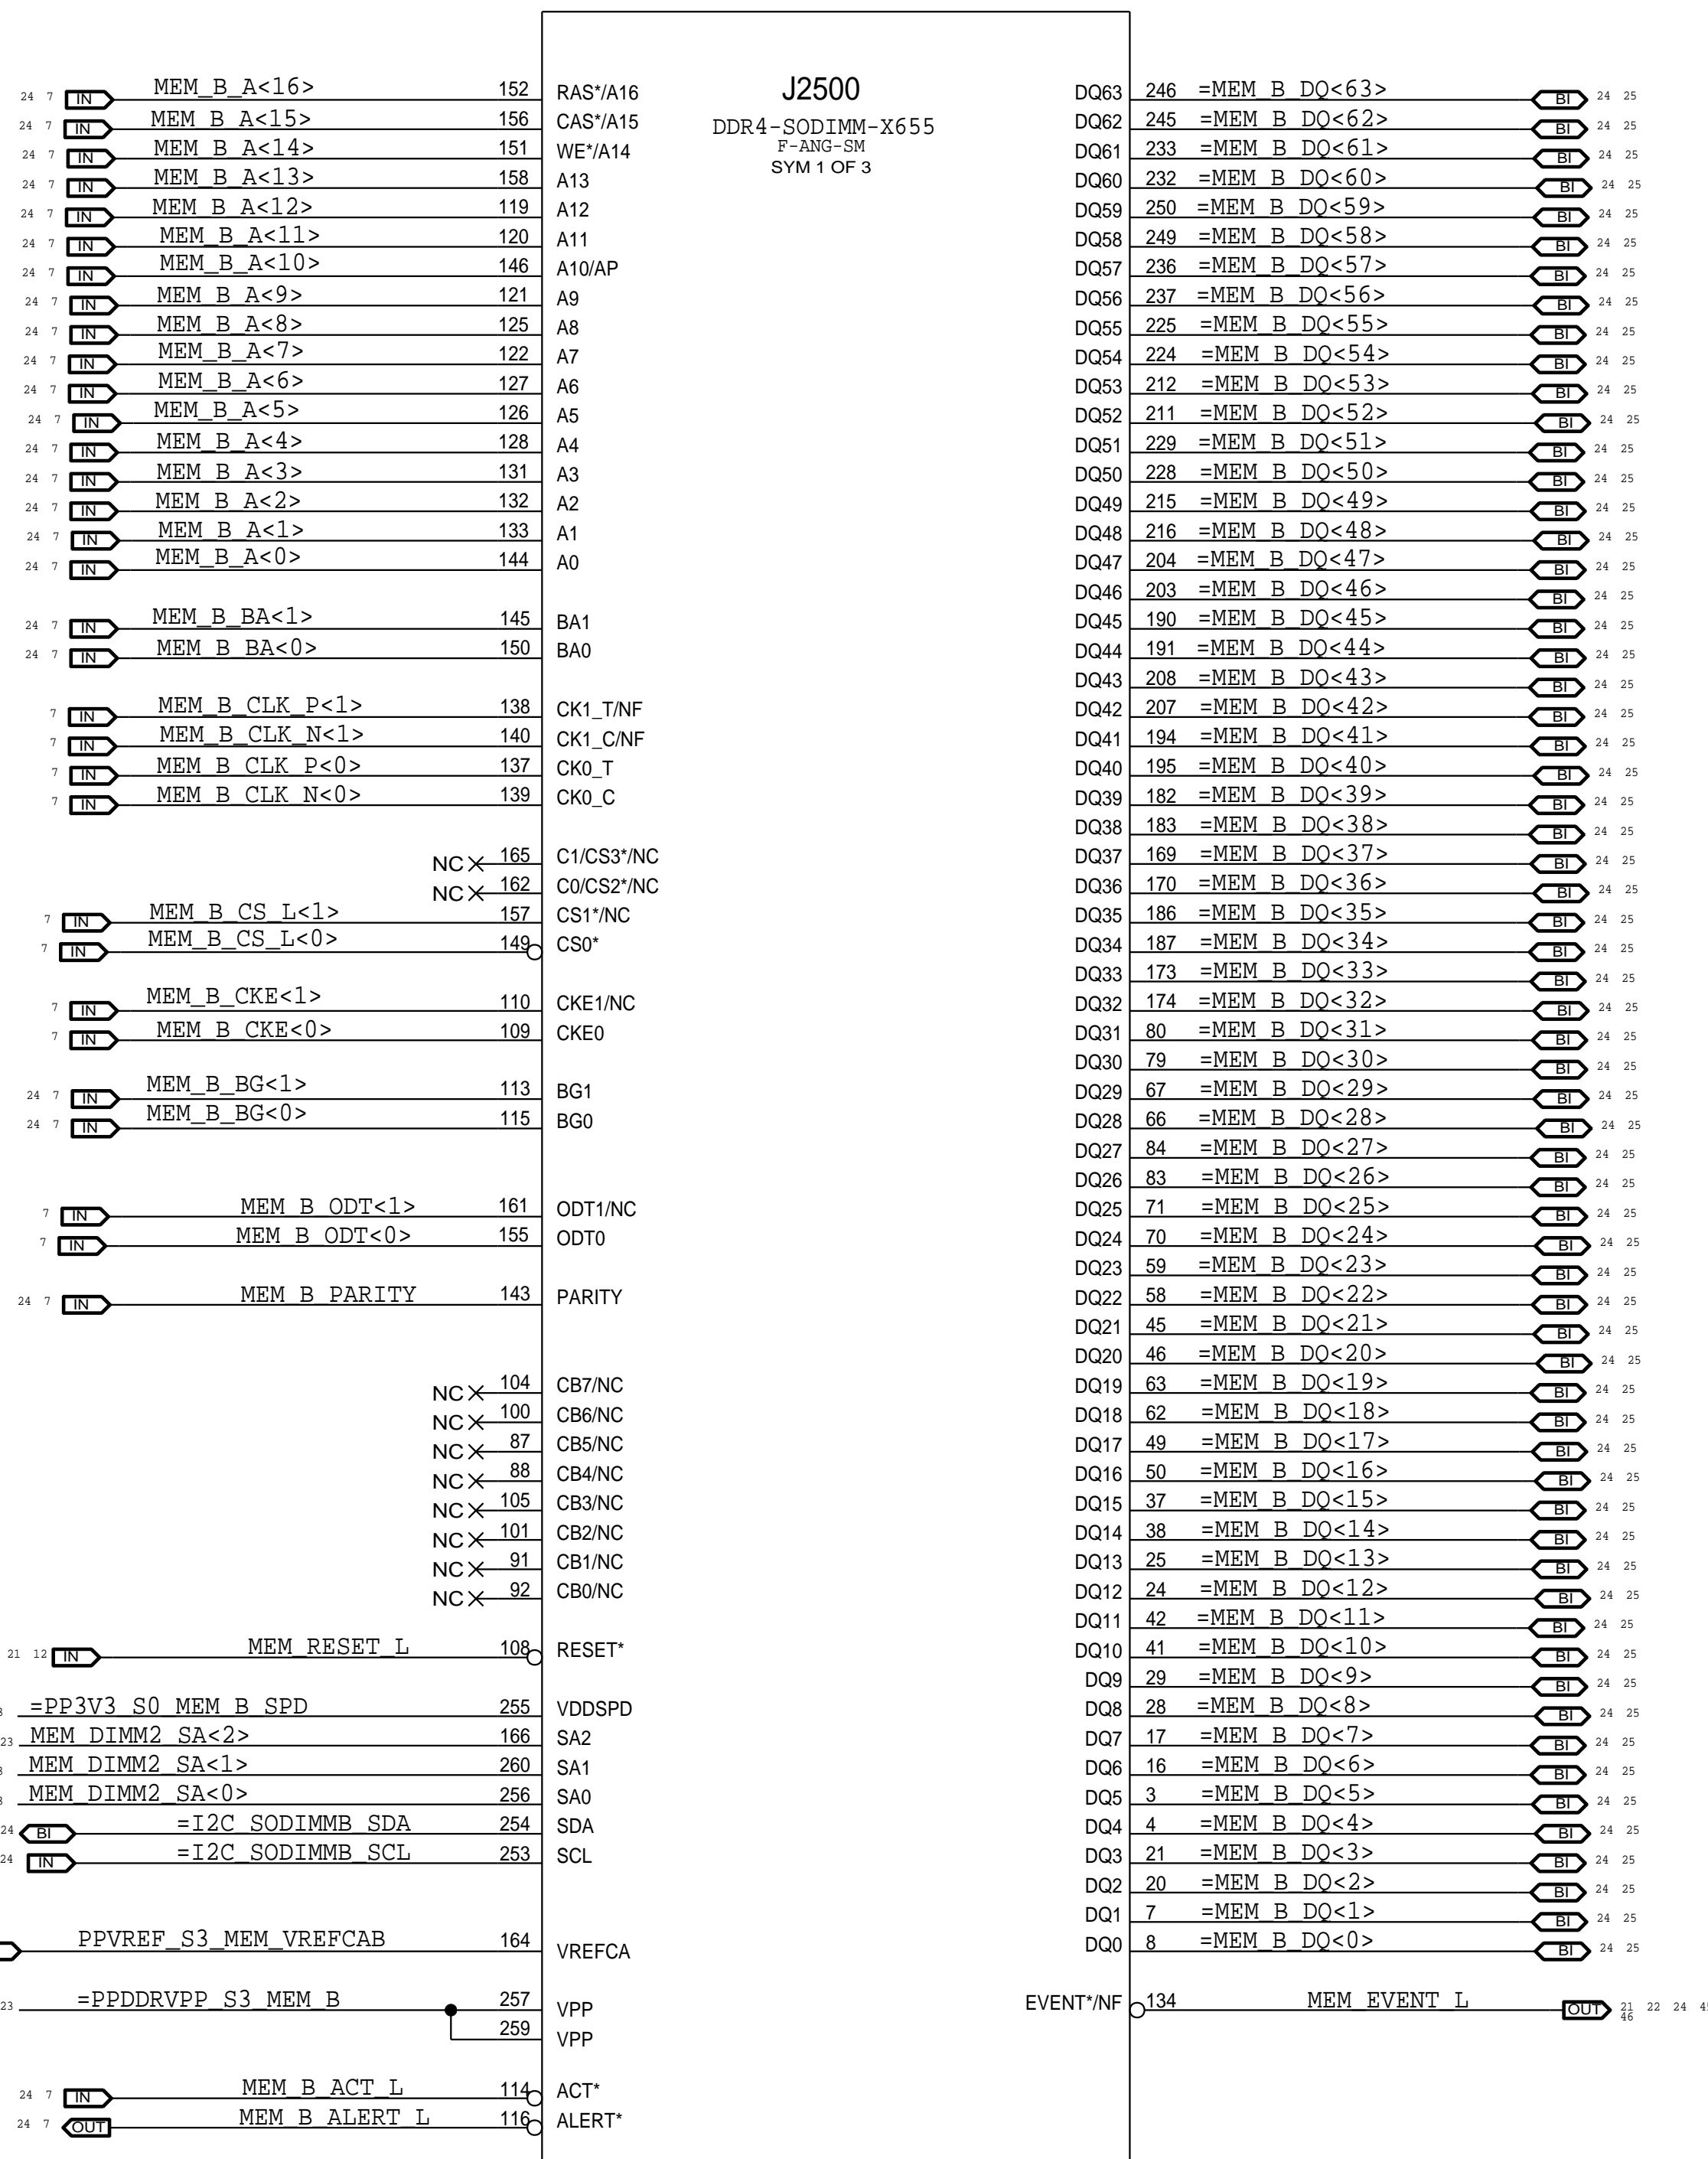 J2500
DDR4-SODIMM-X655
F-ANG-SM
SYM 1 OF 3
24 7 IN MEM_B_A<16> 152 RAS*/A16
24 7 IN MEM_B_A<15> 156 CAS*/A15
24 7 IN MEM_B_A<14> 151 WE*/A14
24 7 IN MEM_B_A<13> 158 A13
24 7 IN MEM_B_A<12> 119 A12
24 7 IN MEM_B_A<11> 120 A11
24 7 IN MEM_B_A<10> 146 A10/AP
24 7 IN MEM_B_A<9> 121 A9
24 7 IN MEM_B_A<8> 125 A8
24 7 IN MEM_B_A<7> 122 A7
24 7 IN MEM_B_A<6> 127 A6
24 7 IN MEM_B_A<5> 126 A5
24 7 IN MEM_B_A<4> 128 A4
24 7 IN MEM_B_A<3> 131 A3
24 7 IN MEM_B_A<2> 132 A2
24 7 IN MEM_B_A<1> 133 A1
24 7 IN MEM_B_A<0> 144 A0
24 7 IN MEM_B_BA<1> 145 BA1
24 7 IN MEM_B_BA<0> 150 BA0
7 IN MEM_B_CLK_P<1> 138 CK1_T/NF
7 IN MEM_B_CLK_N<1> 140 CK1_C/NF
7 IN MEM_B_CLK_P<0> 137 CK0_T
7 IN MEM_B_CLK_N<0> 139 CK0_C
NC 165 C1/CS3*/NC
NC 162 C0/CS2*/NC
7 IN MEM_B_CS_L<1> 157 CS1*/NC
7 IN MEM_B_CS_L<0> 149 CS0*
7 IN MEM_B_CKE<1> 110 CKE1/NC
7 IN MEM_B_CKE<0> 109 CKE0
24 7 IN MEM_B_BG<1> 113 BG1
24 7 IN MEM_B_BG<0> 115 BG0
7 IN MEM_B_ODT<1> 161 ODT1/NC
7 IN MEM_B_ODT<0> 155 ODT0
24 7 IN MEM_B_PARITY 143 PARITY
NC 104 CB7/NC
NC 100 CB6/NC
NC 87 CB5/NC
NC 88 CB4/NC
NC 105 CB3/NC
NC 101 CB2/NC
NC 91 CB1/NC
NC 92 CB0/NC
21 12 IN MEM_RESET_L 108 RESET*
=PP3V3_S0_MEM_B_SPD 255 VDDSPD
23 MEM_DIMM2_SA<2> 166 SA2
MEM_DIMM2_SA<1> 260 SA1
MEM_DIMM2_SA<0> 256 SA0
24 BI =I2C_SODIMMB_SDA 254 SDA
24 IN =I2C_SODIMMB_SCL 253 SCL
PPVREF_S3_MEM_VREFCAB 164 VREFCA
23 =PPDDRVPP_S3_MEM_B 257 VPP
259 VPP
24 7 IN MEM_B_ACT_L 114 ACT*
24 7 OUT MEM_B_ALERT_L 116 ALERT*
DQ63 246 =MEM_B_DQ<63> BI 24 25
DQ62 245 =MEM_B_DQ<62> BI 24 25
DQ61 233 =MEM_B_DQ<61> BI 24 25
DQ60 232 =MEM_B_DQ<60> BI 24 25
DQ59 250 =MEM_B_DQ<59> BI 24 25
DQ58 249 =MEM_B_DQ<58> BI 24 25
DQ57 236 =MEM_B_DQ<57> BI 24 25
DQ56 237 =MEM_B_DQ<56> BI 24 25
DQ55 225 =MEM_B_DQ<55> BI 24 25
DQ54 224 =MEM_B_DQ<54> BI 24 25
DQ53 212 =MEM_B_DQ<53> BI 24 25
DQ52 211 =MEM_B_DQ<52> BI 24 25
DQ51 229 =MEM_B_DQ<51> BI 24 25
DQ50 228 =MEM_B_DQ<50> BI 24 25
DQ49 215 =MEM_B_DQ<49> BI 24 25
DQ48 216 =MEM_B_DQ<48> BI 24 25
DQ47 204 =MEM_B_DQ<47> BI 24 25
DQ46 203 =MEM_B_DQ<46> BI 24 25
DQ45 190 =MEM_B_DQ<45> BI 24 25
DQ44 191 =MEM_B_DQ<44> BI 24 25
DQ43 208 =MEM_B_DQ<43> BI 24 25
DQ42 207 =MEM_B_DQ<42> BI 24 25
DQ41 194 =MEM_B_DQ<41> BI 24 25
DQ40 195 =MEM_B_DQ<40> BI 24 25
DQ39 182 =MEM_B_DQ<39> BI 24 25
DQ38 183 =MEM_B_DQ<38> BI 24 25
DQ37 169 =MEM_B_DQ<37> BI 24 25
DQ36 170 =MEM_B_DQ<36> BI 24 25
DQ35 186 =MEM_B_DQ<35> BI 24 25
DQ34 187 =MEM_B_DQ<34> BI 24 25
DQ33 173 =MEM_B_DQ<33> BI 24 25
DQ32 174 =MEM_B_DQ<32> BI 24 25
DQ31 80 =MEM_B_DQ<31> BI 24 25
DQ30 79 =MEM_B_DQ<30> BI 24 25
DQ29 67 =MEM_B_DQ<29> BI 24 25
DQ28 66 =MEM_B_DQ<28> BI 24 25
DQ27 84 =MEM_B_DQ<27> BI 24 25
DQ26 83 =MEM_B_DQ<26> BI 24 25
DQ25 71 =MEM_B_DQ<25> BI 24 25
DQ24 70 =MEM_B_DQ<24> BI 24 25
DQ23 59 =MEM_B_DQ<23> BI 24 25
DQ22 58 =MEM_B_DQ<22> BI 24 25
DQ21 45 =MEM_B_DQ<21> BI 24 25
DQ20 46 =MEM_B_DQ<20> BI 24 25
DQ19 63 =MEM_B_DQ<19> BI 24 25
DQ18 62 =MEM_B_DQ<18> BI 24 25
DQ17 49 =MEM_B_DQ<17> BI 24 25
DQ16 50 =MEM_B_DQ<16> BI 24 25
DQ15 37 =MEM_B_DQ<15> BI 24 25
DQ14 38 =MEM_B_DQ<14> BI 24 25
DQ13 25 =MEM_B_DQ<13> BI 24 25
DQ12 24 =MEM_B_DQ<12> BI 24 25
DQ11 42 =MEM_B_DQ<11> BI 24 25
DQ10 41 =MEM_B_DQ<10> BI 24 25
DQ9 29 =MEM_B_DQ<9> BI 24 25
DQ8 28 =MEM_B_DQ<8> BI 24 25
DQ7 17 =MEM_B_DQ<7> BI 24 25
DQ6 16 =MEM_B_DQ<6> BI 24 25
DQ5 3 =MEM_B_DQ<5> BI 24 25
DQ4 4 =MEM_B_DQ<4> BI 24 25
DQ3 21 =MEM_B_DQ<3> BI 24 25
DQ2 20 =MEM_B_DQ<2> BI 24 25
DQ1 7 =MEM_B_DQ<1> BI 24 25
DQ0 8 =MEM_B_DQ<0> BI 24 25
EVENT*/NF 134 MEM_EVENT_L OUT 21 22 24
46